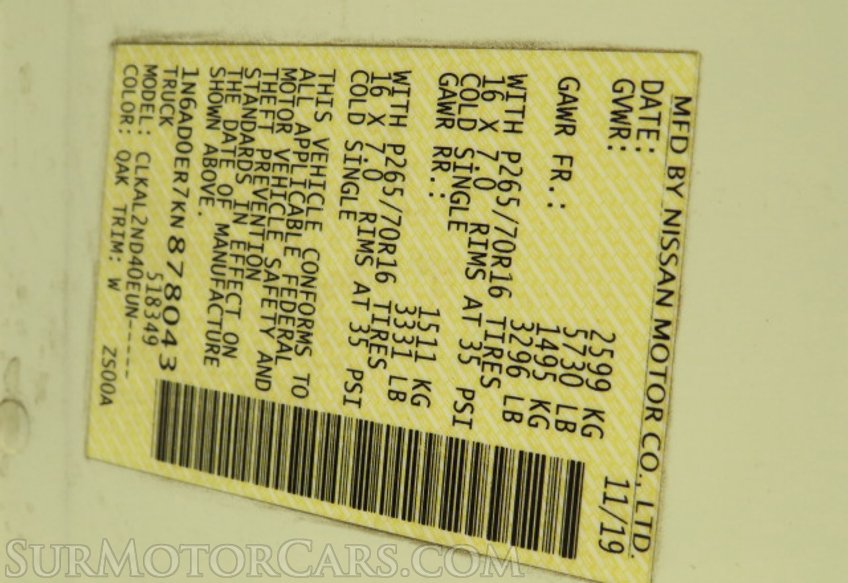 MFD BY NISSAN MOTOR CO., LTD.
DATE: 11/19
GVWR: 2599 KG
5730 LB
GAWR FR.: 1495 KG
3296 LB
WITH P265/70R16 TIRES
16 X 7.0 RIMS AT 35 PSI
COLD SINGLE
GAWR RR.: 1511 KG
3331 LB
WITH P265/70R16 TIRES
16 X 7.0 RIMS AT 35 PSI
COLD SINGLE
THIS VEHICLE CONFORMS TO
ALL APPLICABLE FEDERAL
MOTOR VEHICLE SAFETY AND
THEFT PREVENTION
STANDARDS IN EFFECT ON
THE DATE OF MANUFACTURE
SHOWN ABOVE.
1N6AD0ER7KN878043
TRUCK 518349
MODEL: CLKAL2ND40EUN-----
COLOR: QAK TRIM: W ZS00A
SURMOTORCARS.COM